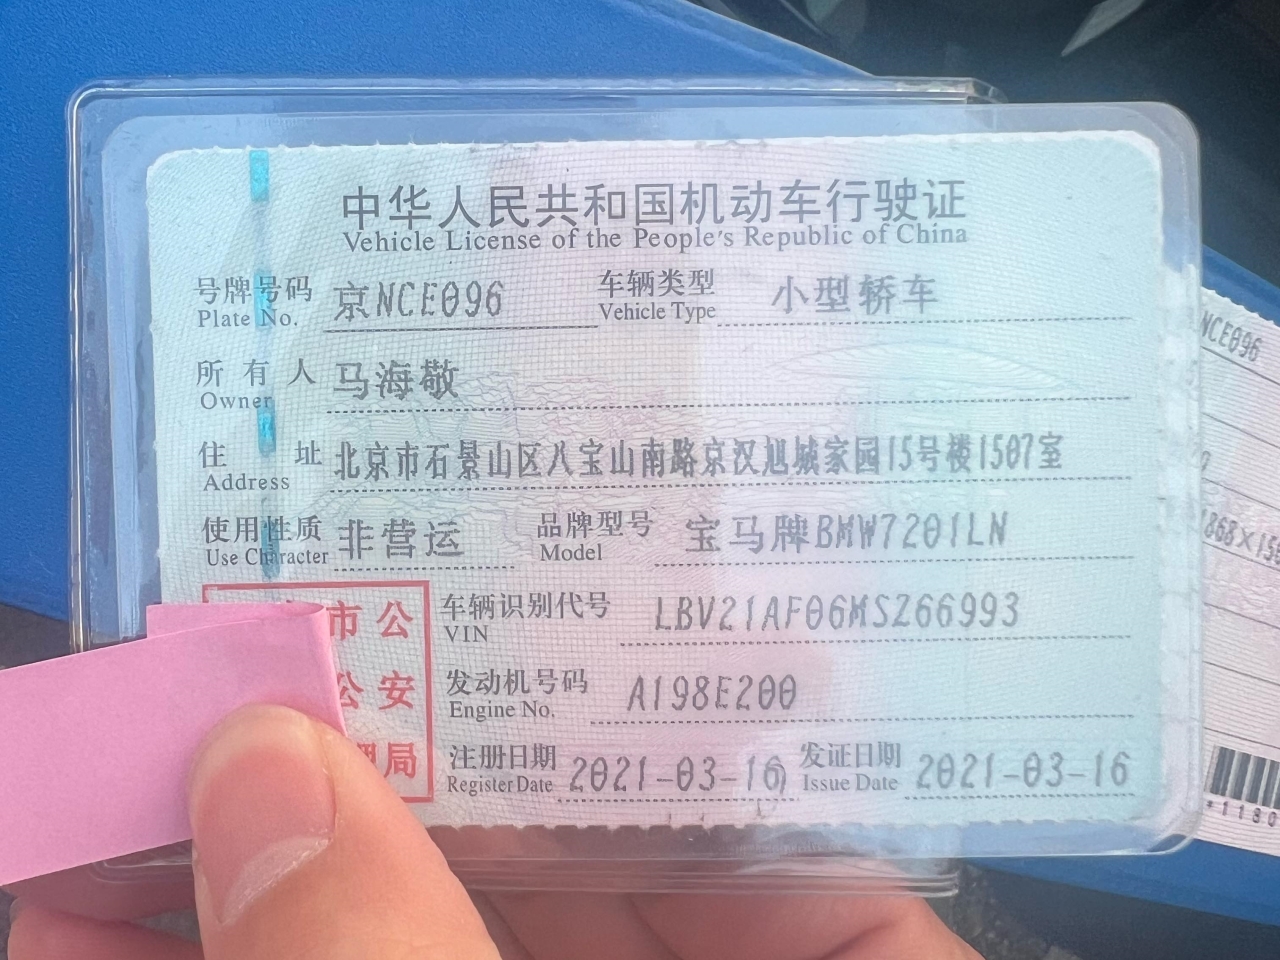 中华人民共和国机动车行驶证
Vehicle License of the People's Republic of China
号牌号码 京NCE096 车辆类型 小型轿车
Plate No. Vehicle Type
所有人 马海敬
Owner
住址 北京市石景山区八宝山南路京汉旭城家园15号楼1507室
Address
使用性质 非营运 品牌型号 宝马牌BMW7201LN
Use Character Model
市公
公安
理局
车辆识别代号 LBV21AF06MSZ66993
VIN
发动机号码 A198E200
Engine No.
注册日期 2021-03-16 发证日期 2021-03-16
Register Date Issue Date
NCE096
1868×155
*1180